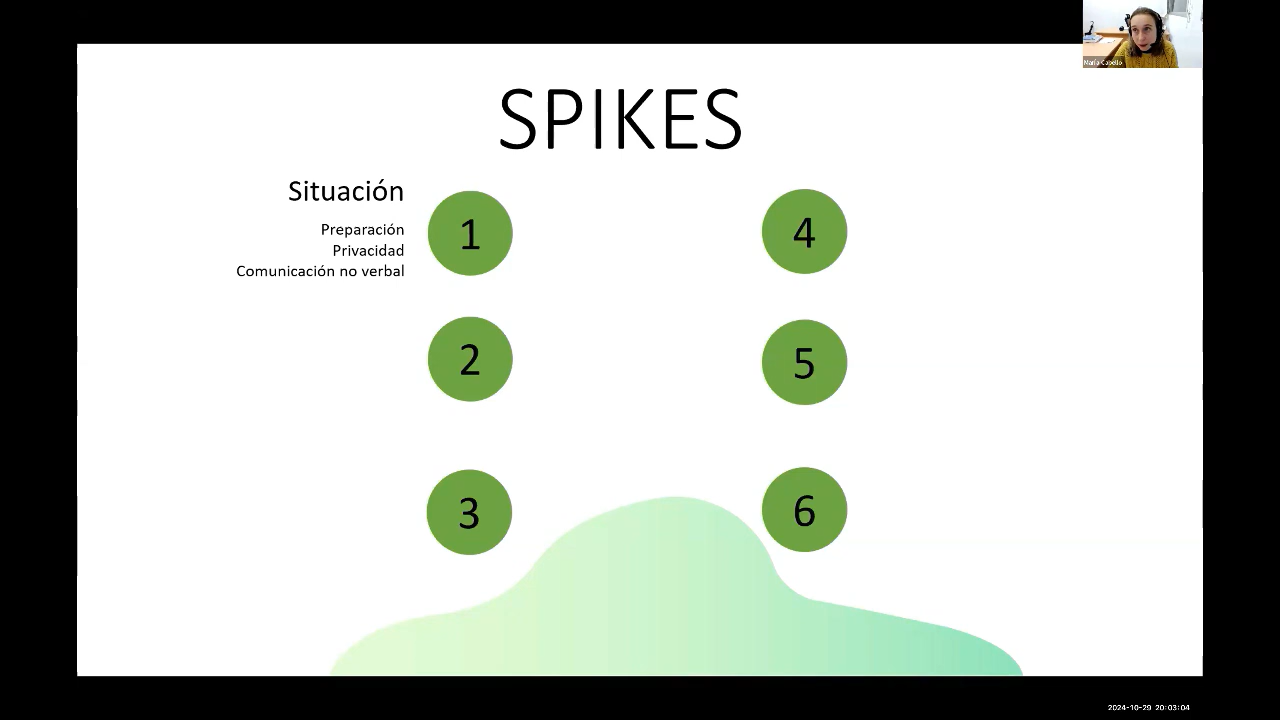 María Cabello
SPIKES
Situación
Preparación
Privacidad
Comunicación no verbal
1
2
3
4
5
6
2024-10-29 20:03:04